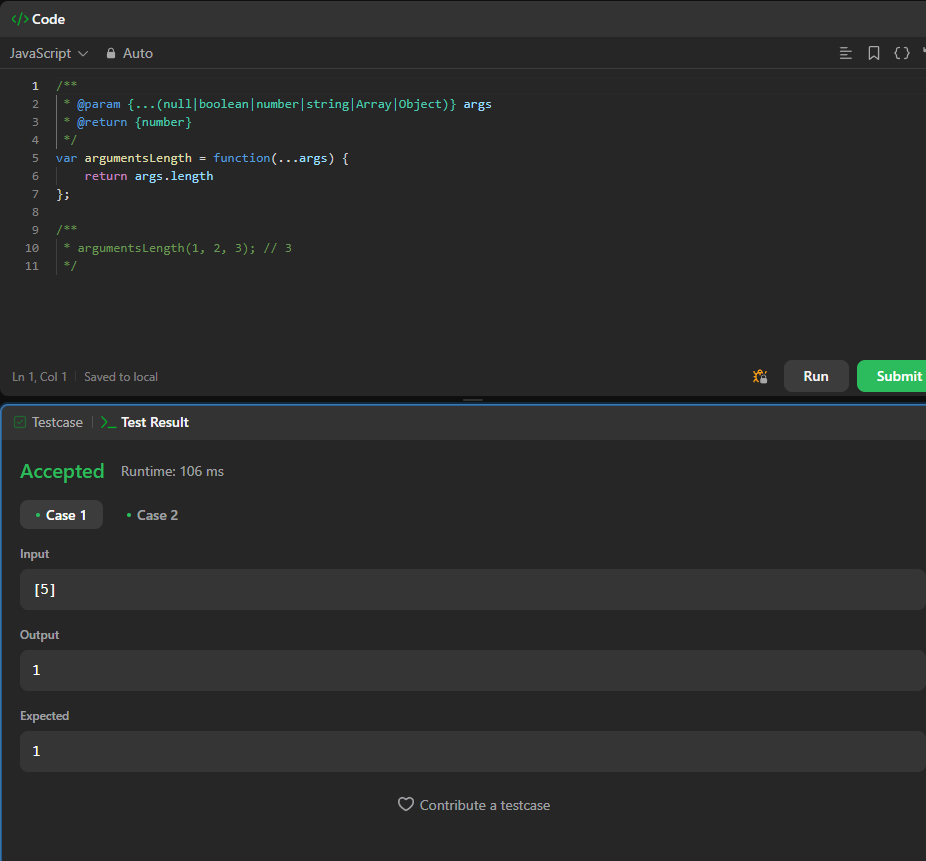 </> Code
JavaScript Auto
1 /**
2  * @param {...(null|boolean|number|string|Array|Object)} args
3  * @return {number}
4  */
5 var argumentsLength = function(...args) {
6     return args.length
7 };
8
9 /**
10  * argumentsLength(1, 2, 3); // 3
11  */
Ln 1, Col 1 Saved to local
Run Submit
Testcase >_ Test Result
Accepted Runtime: 106 ms
• Case 1 • Case 2
Input
[5]
Output
1
Expected
1
Contribute a testcase